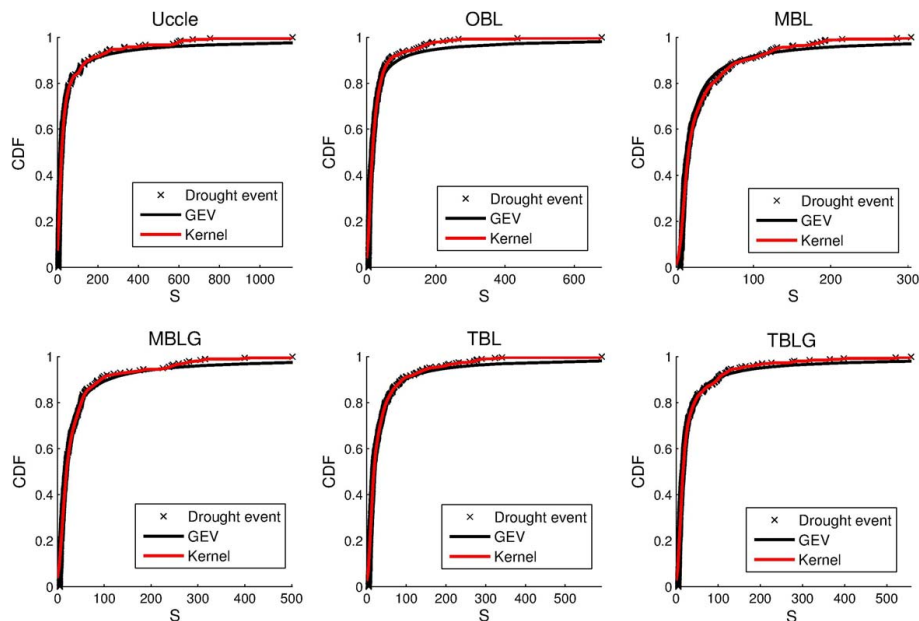 Uccle
1
0.8
0.6
0.4
0.2
0
CDF
× Drought event
GEV
Kernel
0 200 400 600 800 1000
S
OBL
1
0.8
0.6
0.4
0.2
0
CDF
× Drought event
GEV
Kernel
0 200 400 600
S
MBL
1
0.8
0.6
0.4
0.2
0
CDF
× Drought event
GEV
Kernel
0 100 200 300
S
MBLG
1
0.8
0.6
0.4
0.2
0
CDF
× Drought event
GEV
Kernel
0 100 200 300 400 500
S
TBL
1
0.8
0.6
0.4
0.2
0
CDF
× Drought event
GEV
Kernel
0 100 200 300 400 500
S
TBLG
1
0.8
0.6
0.4
0.2
0
CDF
× Drought event
GEV
Kernel
0 100 200 300 400 500
S